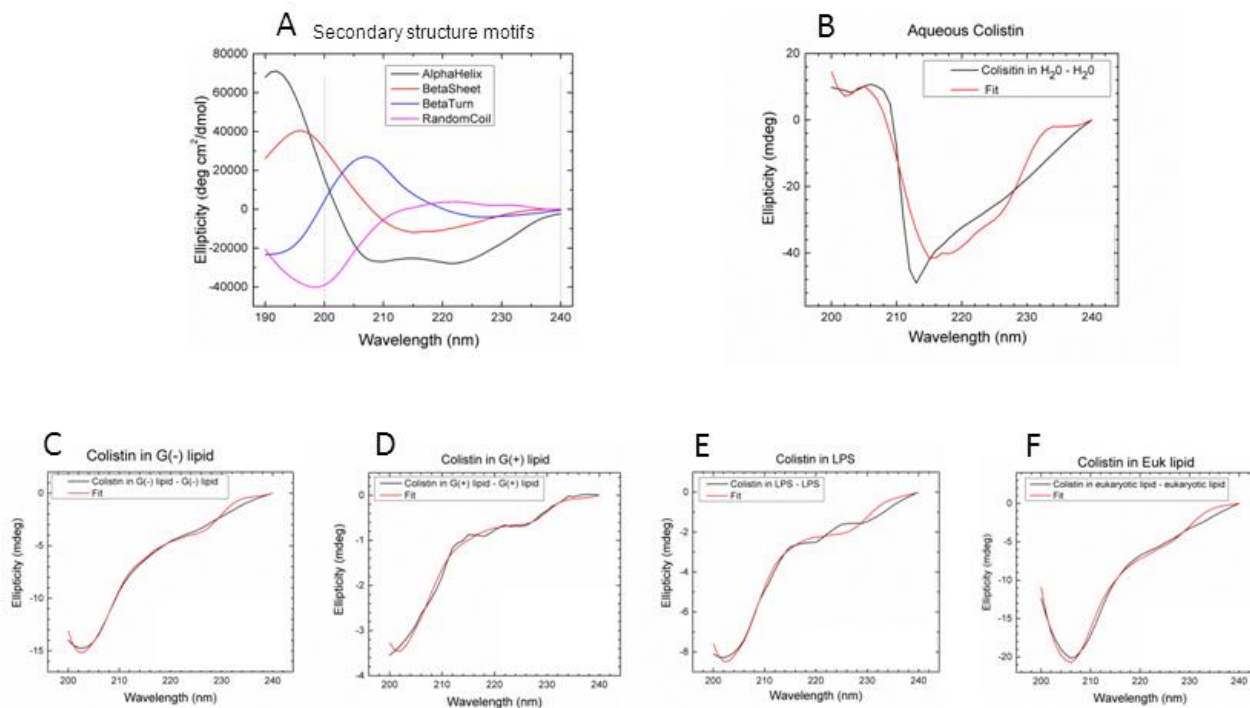 A
Secondary structure motifs
AlphaHelix
BetaSheet
BetaTurn
RandomCoil
Ellipticity (deg cm²/dmol)
80000
60000
40000
20000
0
-20000
-40000
190 200 210 220 230 240
Wavelength (nm)
B
Aqueous Colistin
Colisitin in H₂0 - H₂0
Fit
Ellipticity (mdeg)
20
0
-20
-40
200 210 220 230 240
Wavelength (nm)
C
Colistin in G(-) lipid
Colistin in G(-) lipid - G(-) lipid
Fit
Ellipticity (mdeg)
0
-5
-10
-15
200 210 220 230 240
Wavelength (nm)
D
Colistin in G(+) lipid
Colistin in G(+) lipid - G(+) lipid
Fit
Ellipticity (mdeg)
0
-1
-2
-3
-4
200 210 220 230 240
Wavelength (nm)
E
Colistin in LPS
Colistin in LPS - LPS
Fit
Ellipticity (mdeg)
0
-2
-4
-6
-8
200 210 220 230 240
Wavelength (nm)
F
Colistin in Euk lipid
Colistin in eukaryotic lipid - eukaryotic lipid
Fit
Ellipticity (mdeg)
0
-5
-10
-15
-20
200 210 220 230 240
Wavelength (nm)